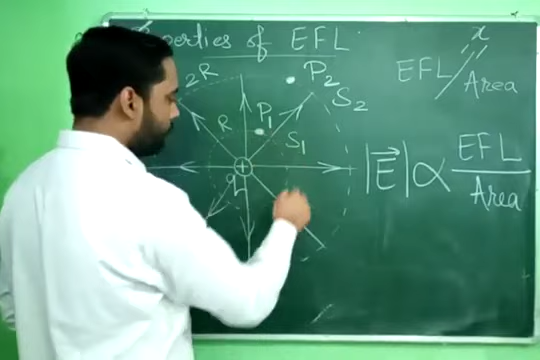 Properties of EFL
x
EFL/Area
2R
P₂
S₂
P₁
R
S₁
|E⃗| ∝ EFL/Area
+
q